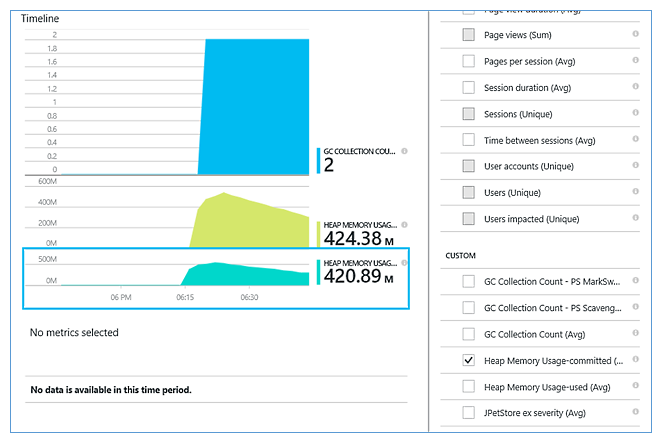 Timeline
2
1.8
1.6
1.4
1.2
1
0.8
0.6
0.4
0.2
0
GC COLLECTION COU...
2
600M
400M
200M
0M
HEAP MEMORY USAG...
424.38 M
500M
0M
HEAP MEMORY USAG...
420.89 M
06 PM
06:15
06:30
No metrics selected
No data is available in this time period.
Page view duration (Avg)
Page views (Sum)
Pages per session (Avg)
Session duration (Avg)
Sessions (Unique)
Time between sessions (Avg)
User accounts (Unique)
Users (Unique)
Users impacted (Unique)
CUSTOM
GC Collection Count - PS MarkSw...
GC Collection Count - PS Scaveng...
GC Collection Count (Avg)
Heap Memory Usage-committed (...
Heap Memory Usage-used (Avg)
JPetStore ex severity (Avg)